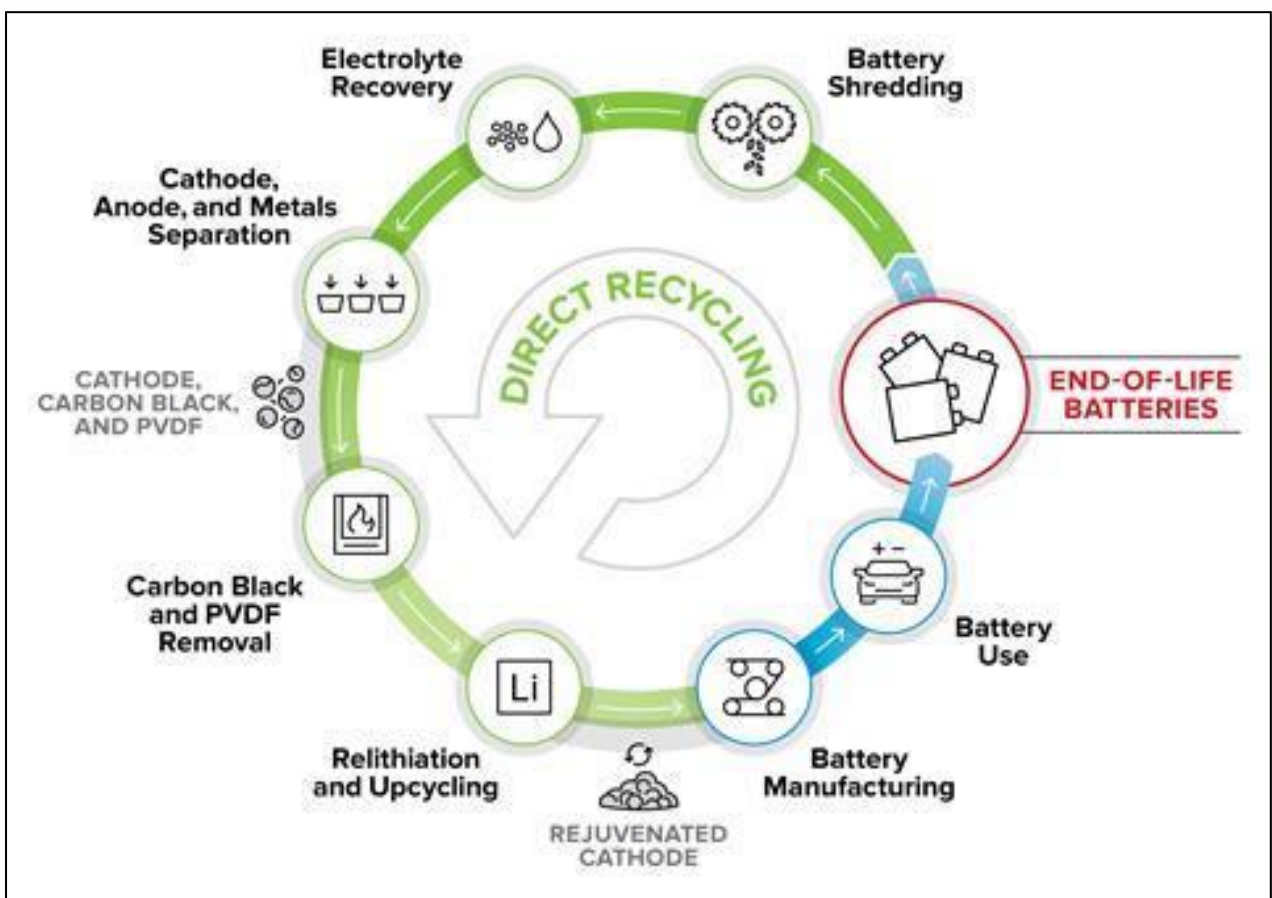 Electrolyte
Recovery
Battery
Shredding
Cathode,
Anode, and Metals
Separation
DIRECT RECYCLING
CATHODE,
CARBON BLACK,
AND PVDF
END-OF-LIFE
BATTERIES
+ −
Carbon Black
and PVDF
Removal
Battery
Use
Li
Relithiation
and Upcycling
Battery
Manufacturing
REJUVENATED
CATHODE